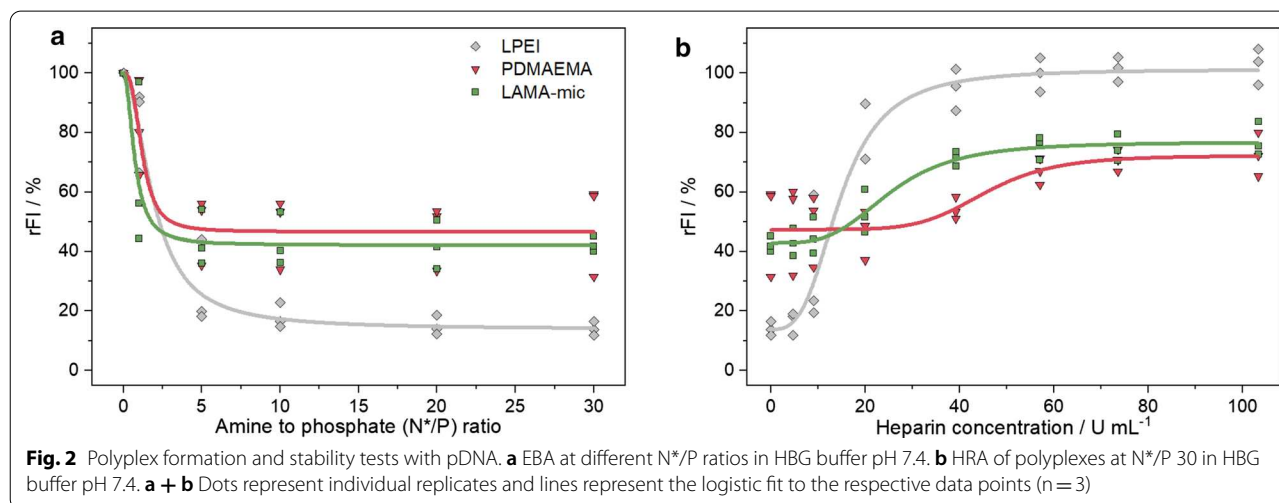 a
LPEI
PDMAEMA
LAMA-mic
rFI / %
100
80
60
40
20
0
0 5 10 15 20 25 30
Amine to phosphate (N*/P) ratio
b
rFI / %
100
80
60
40
20
0
0 20 40 60 80 100
Heparin concentration / U mL⁻¹
Fig. 2 Polyplex formation and stability tests with pDNA. a EBA at different N*/P ratios in HBG buffer pH 7.4. b HRA of polyplexes at N*/P 30 in HBG
buffer pH 7.4. a + b Dots represent individual replicates and lines represent the logistic fit to the respective data points (n = 3)